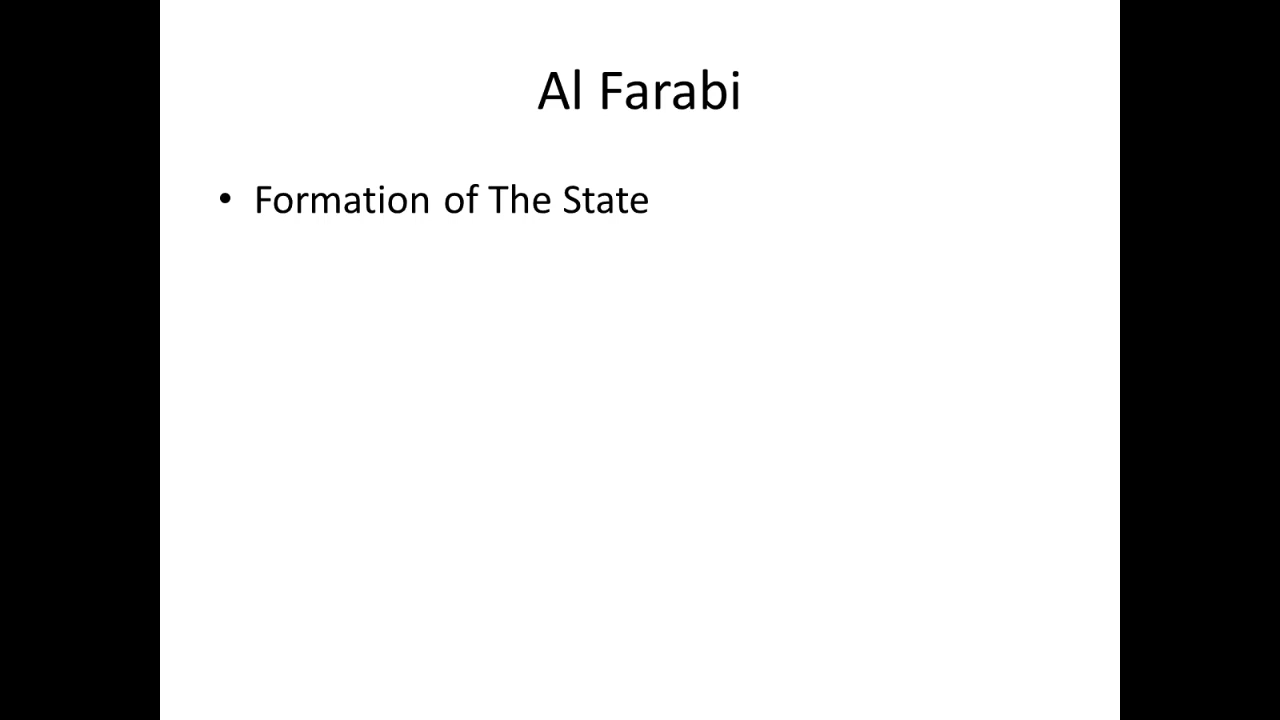 Al Farabi
• Formation of The State